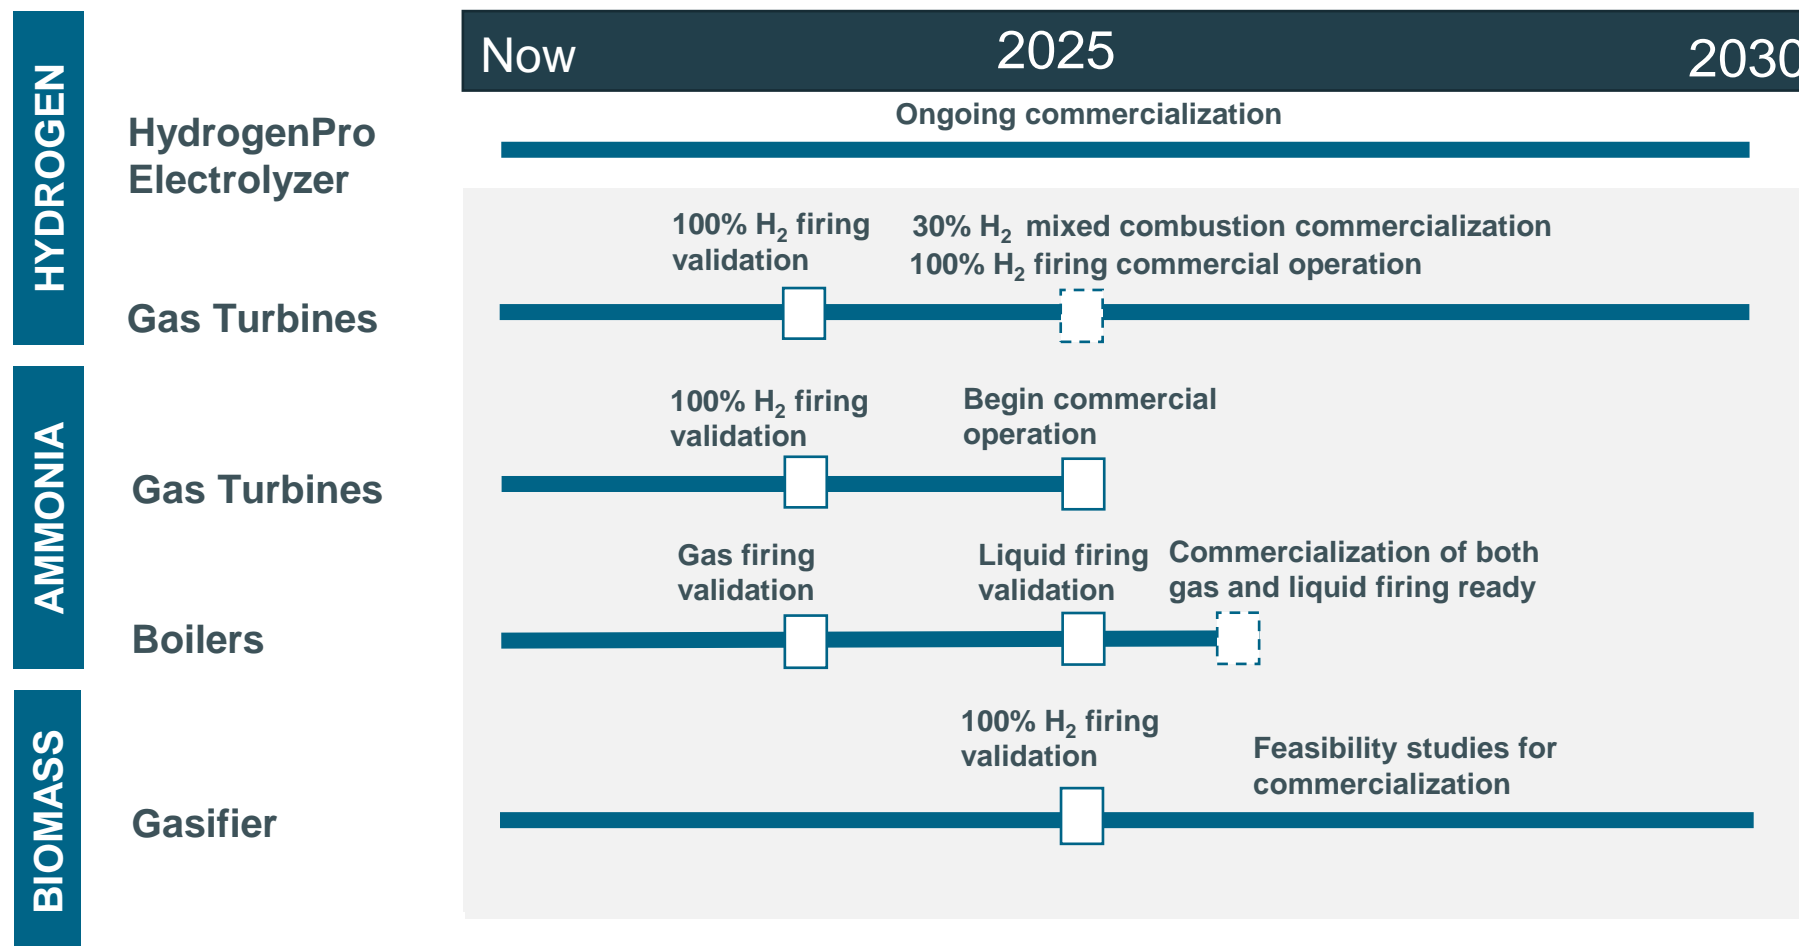 Now
2025
2030
HYDROGEN
HydrogenPro
Electrolyzer
Ongoing commercialization
Gas Turbines
100% H₂ firing
validation
30% H₂ mixed combustion commercialization
100% H₂ firing commercial operation
AMMONIA
Gas Turbines
100% H₂ firing
validation
Begin commercial
operation
Boilers
Gas firing
validation
Liquid firing
validation
Commercialization of both
gas and liquid firing ready
BIOMASS
Gasifier
100% H₂ firing
validation
Feasibility studies for
commercialization